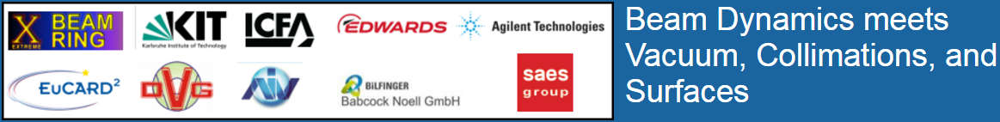 X BEAM
EXTREME RING
KIT
Karlsruhe Institute of Technology
ICFA
EDWARDS
Agilent Technologies
EuCARD²
DVG
AIV
BILFINGER
Babcock Noell GmbH
saes
group
Beam Dynamics meets
Vacuum, Collimations, and
Surfaces